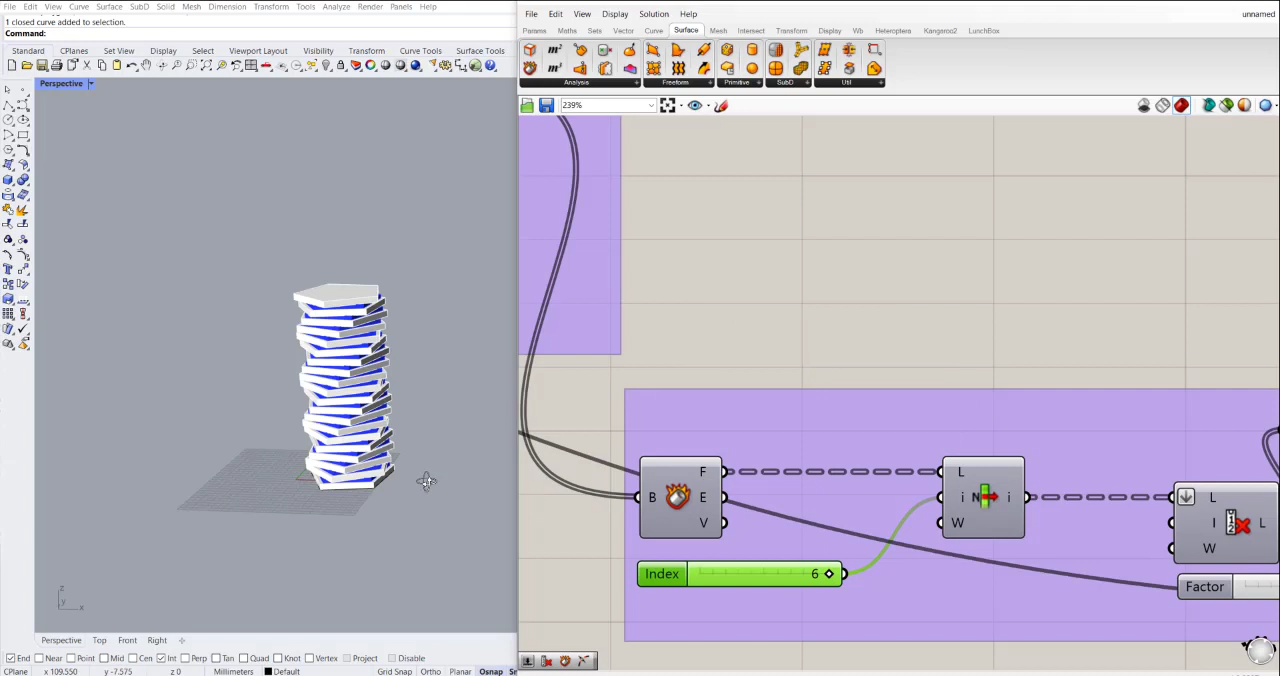 File Edit View Curve Surface SubD Solid Mesh Dimension Transform Tools Analyze Render Panels Help
1 closed curve added to selection.
Command:
Standard CPlanes Set View Display Select Viewport Layout Visibility Transform Curve Tools Surface Tools
Perspective
z
y
x
Perspective Top Front Right
End Near Point Mid Cen Int Perp Tan Quad Knot Vertex Project Disable
CPlane x 109.550 y -7.575 z 0 Millimeters Default Grid Snap Ortho Planar Osnap
File Edit View Display Solution Help unnamed
Params Maths Sets Vector Curve Surface Mesh Intersect Transform Display Wb Heteroptera Kangaroo2 LunchBox
m²
m³
Analysis Freeform Primitive SubD Util
239%
F
B E
V
L
i N i
W
L
I L
W
Index 6
Factor